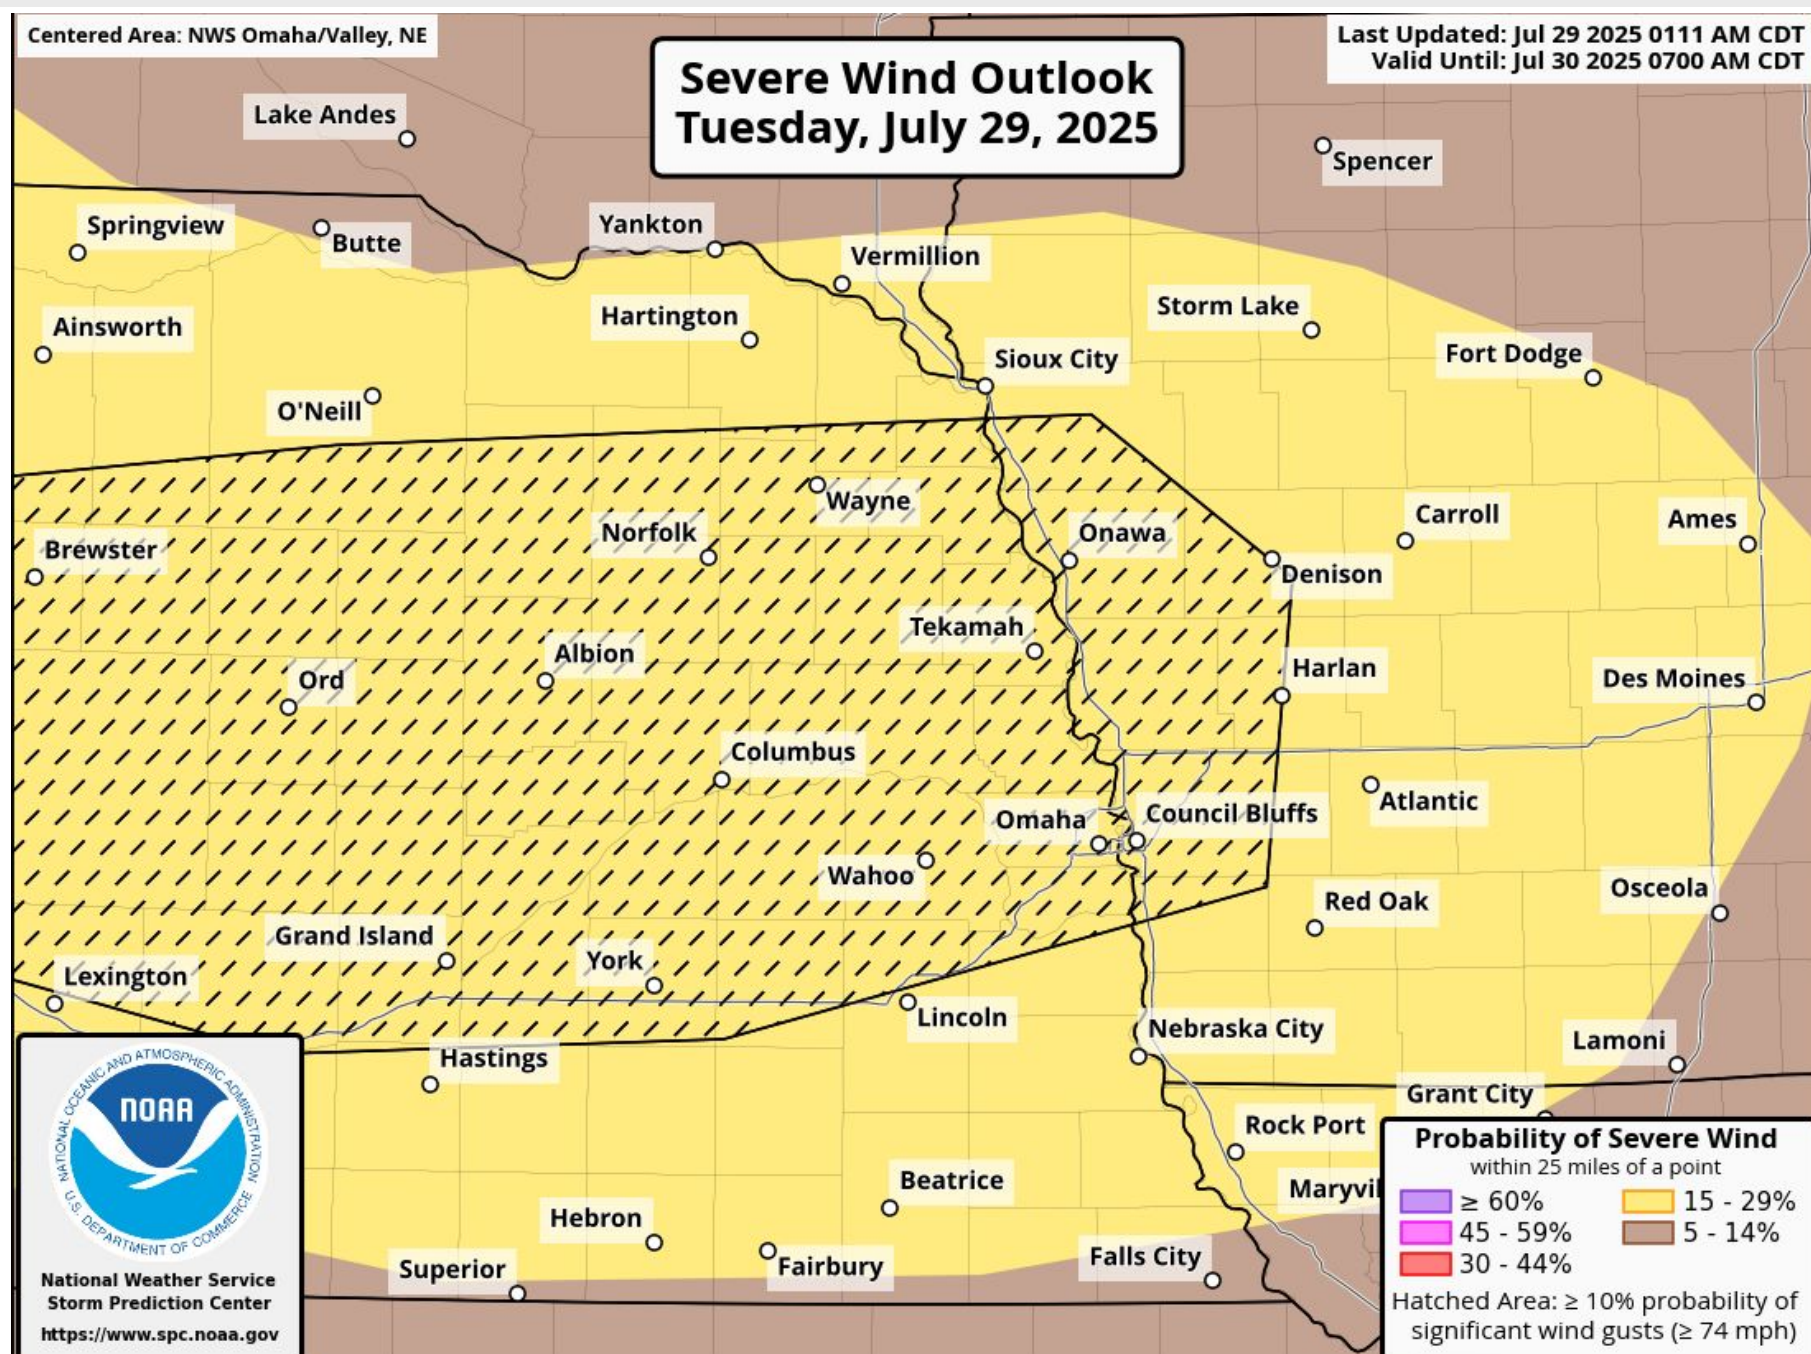 Centered Area: NWS Omaha/Valley, NE
Last Updated: Jul 29 2025 0111 AM CDT
Valid Until: Jul 30 2025 0700 AM CDT
Severe Wind Outlook
Tuesday, July 29, 2025
Lake Andes
Spencer
Springview
Butte
Yankton
Vermillion
Ainsworth
Hartington
Storm Lake
Sioux City
Fort Dodge
O'Neill
Wayne
Norfolk
Onawa
Carroll
Ames
Brewster
Denison
Tekamah
Albion
Ord
Harlan
Des Moines
Columbus
Omaha
Council Bluffs
Atlantic
Wahoo
Red Oak
Osceola
Grand Island
York
Lexington
Lincoln
Nebraska City
Hastings
Lamoni
Grant City
Rock Port
Beatrice
Maryvil
Hebron
Superior
Fairbury
Falls City
NATIONAL OCEANIC AND ATMOSPHERIC ADMINISTRATION
NOAA
U.S. DEPARTMENT OF COMMERCE
National Weather Service
Storm Prediction Center
https://www.spc.noaa.gov
Probability of Severe Wind
within 25 miles of a point
≥ 60%
15 - 29%
45 - 59%
5 - 14%
30 - 44%
Hatched Area: ≥ 10% probability of
significant wind gusts (≥ 74 mph)